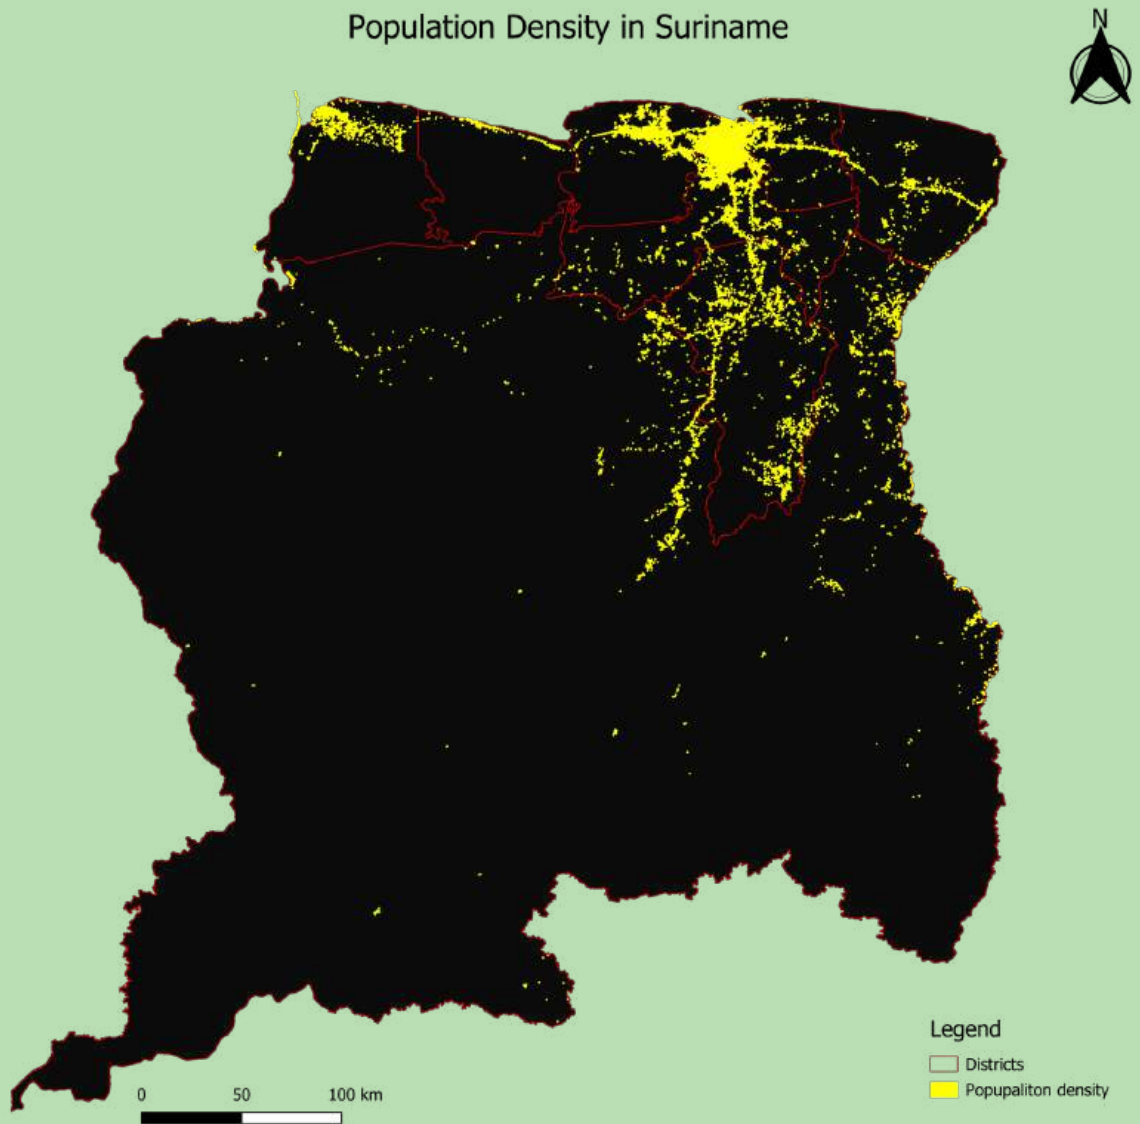 Population Density in Suriname
N
Legend
Districts
Popupaliton density
0 50 100 km